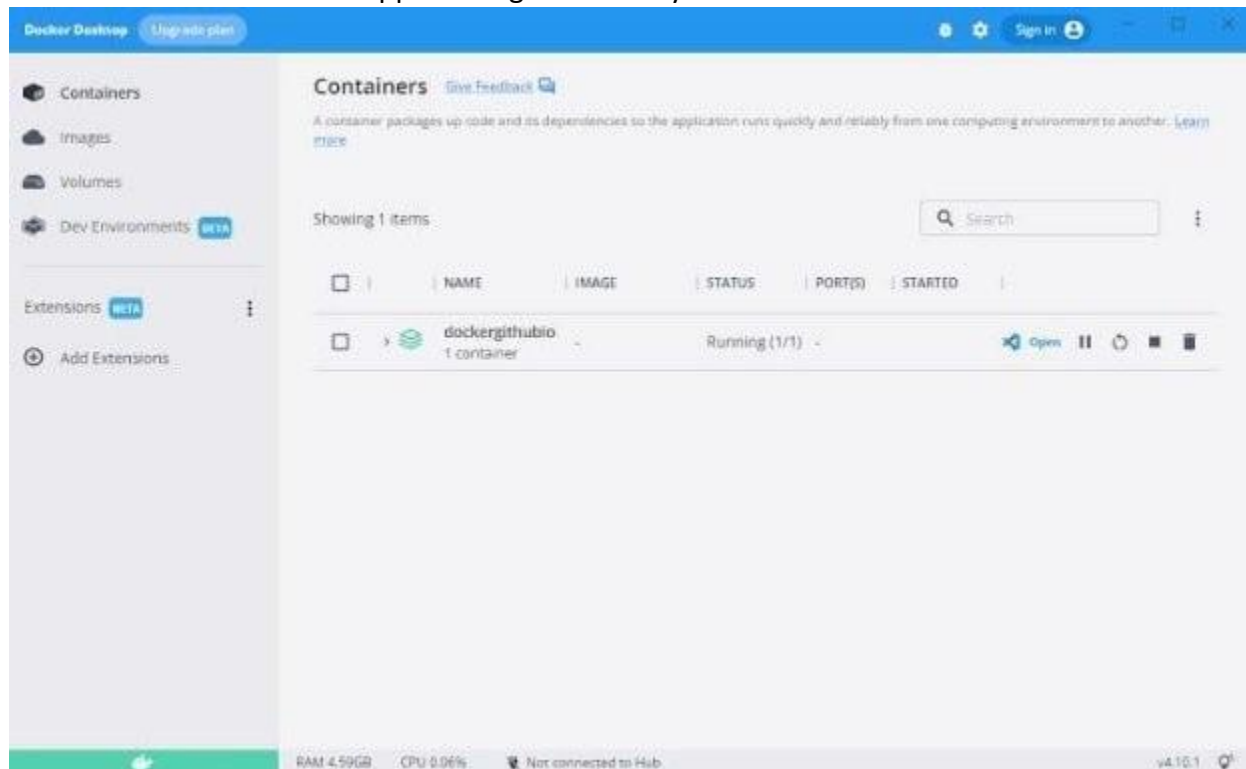 Docker Desktop Upgrade plan
Sign in
Containers
Images
Volumes
Dev Environments BETA
Extensions BETA
Add Extensions
Containers Give Feedback
A container packages up code and its dependencies so the application runs quickly and reliably from one computing environment to another. Learn
more
Showing 1 items
Search
NAME IMAGE STATUS PORT(S) STARTED
dockergithubio - Running (1/1) - Open
1 container
RAM 4.59GB CPU 0.06% Not connected to Hub v4.10.1